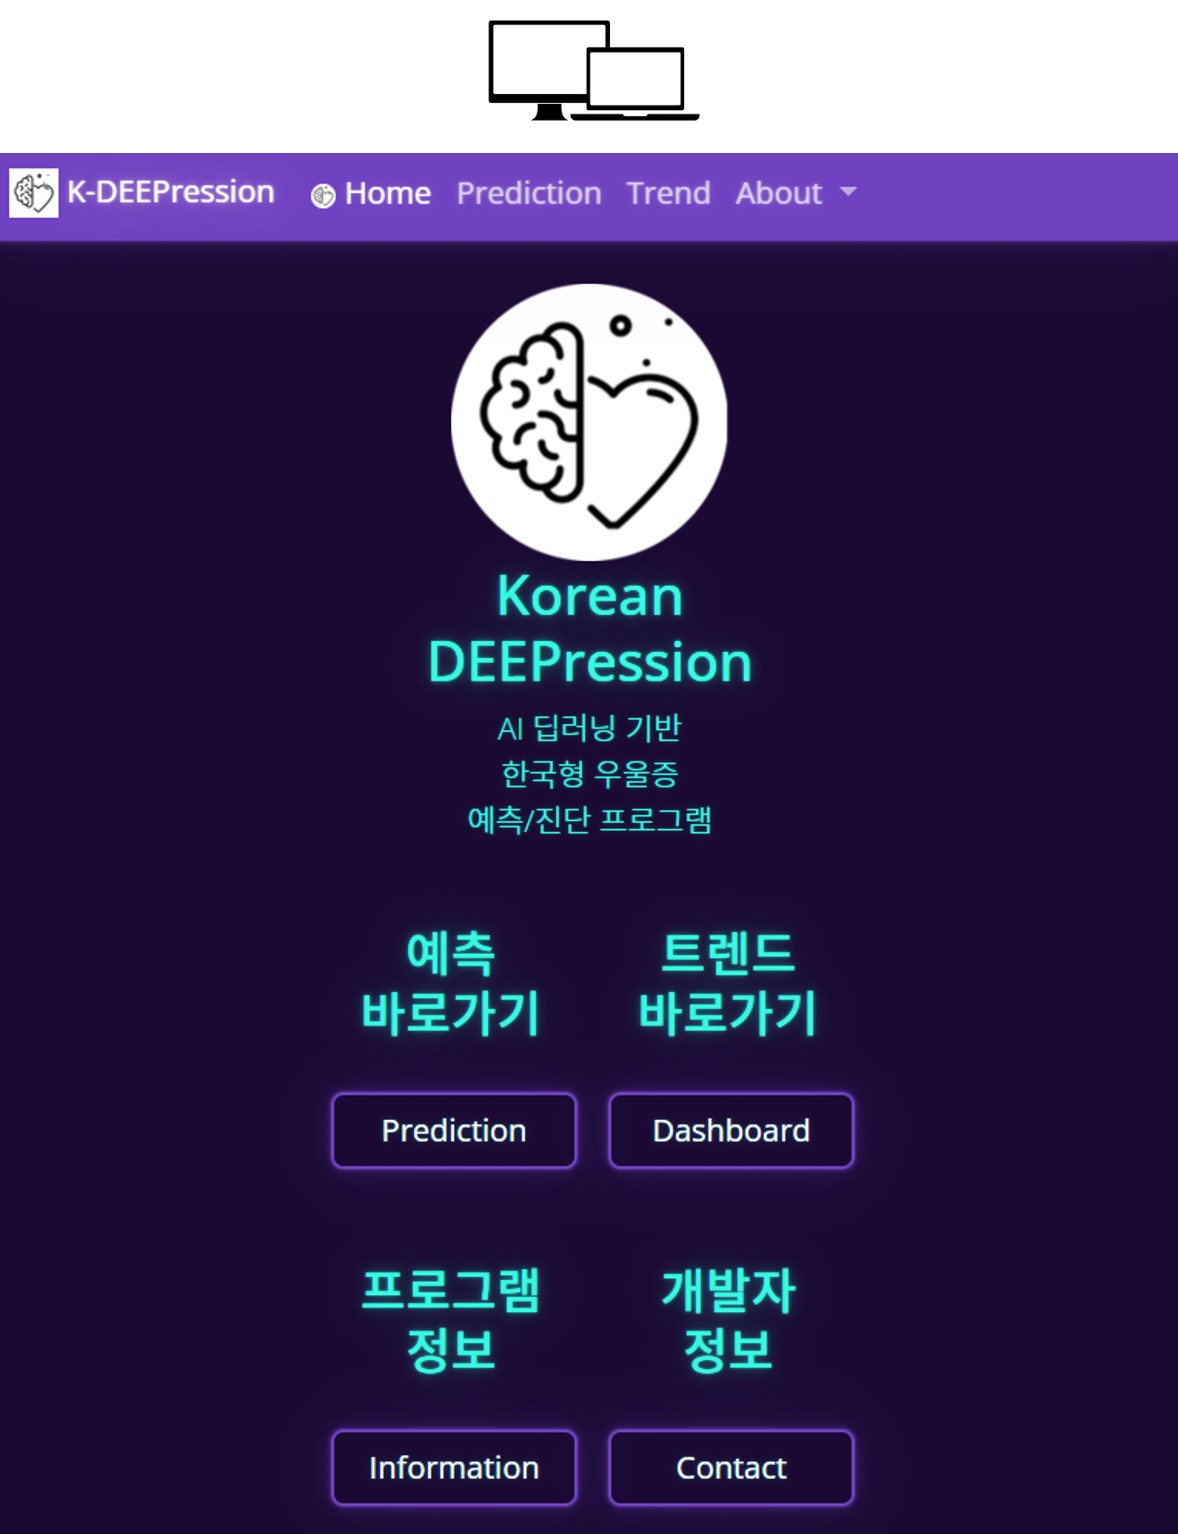 K-DEEPression Home Prediction Trend About
Korean
DEEPression
AI 딥러닝 기반
한국형 우울증
예측/진단 프로그램
예측
바로가기
트렌드
바로가기
Prediction
Dashboard
프로그램
정보
개발자
정보
Information
Contact